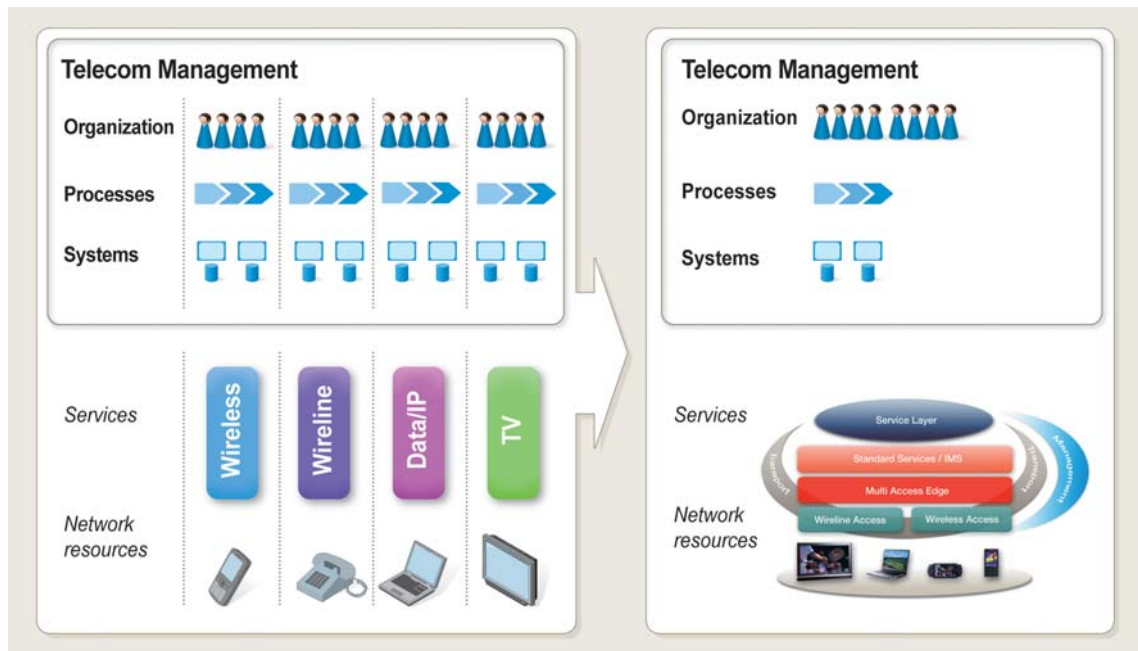 Telecom Management
Organization
Processes
Systems
Services
Wireless
Wireline
Data/IP
TV
Network
resources
Telecom Management
Organization
Processes
Systems
Services
Service Layer
Standard Services / IMS
Multi Access Edge
Wireline Access
Wireless Access
Transport
Transport
Management
Network
resources